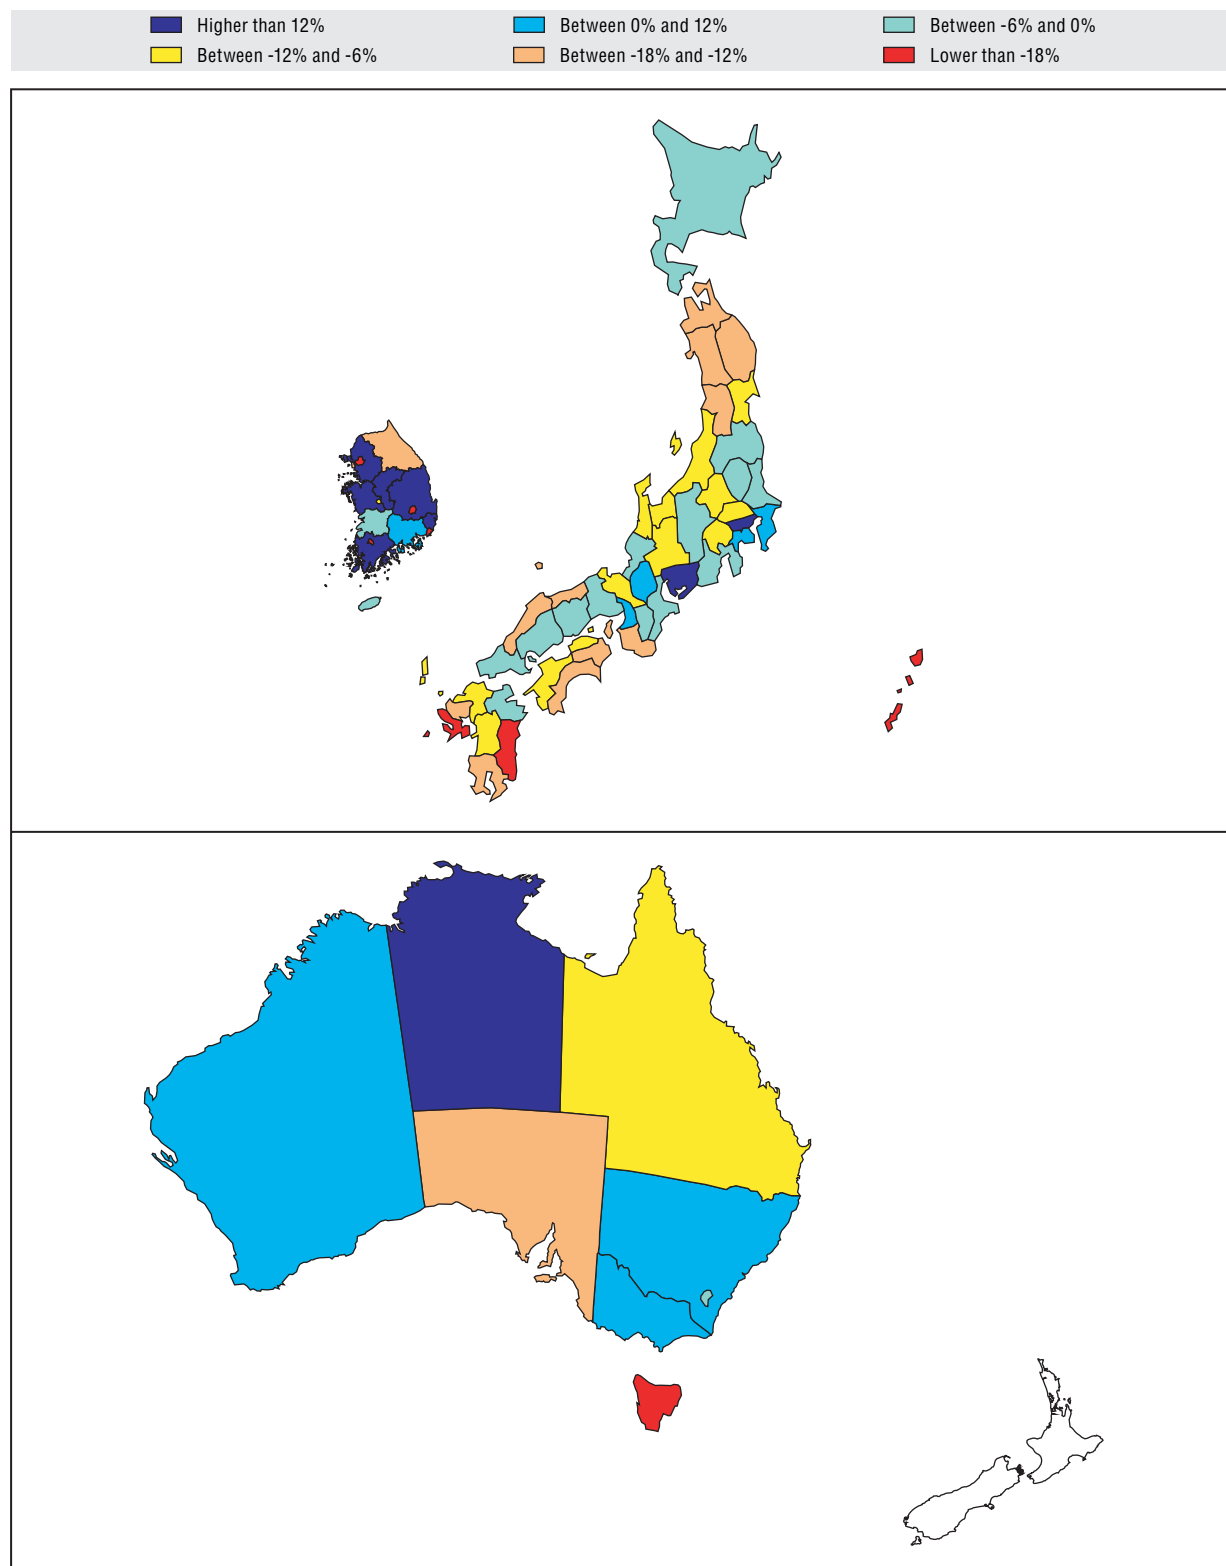 Higher than 12% Between 0% and 12% Between -6% and 0%
Between -12% and -6% Between -18% and -12% Lower than -18%